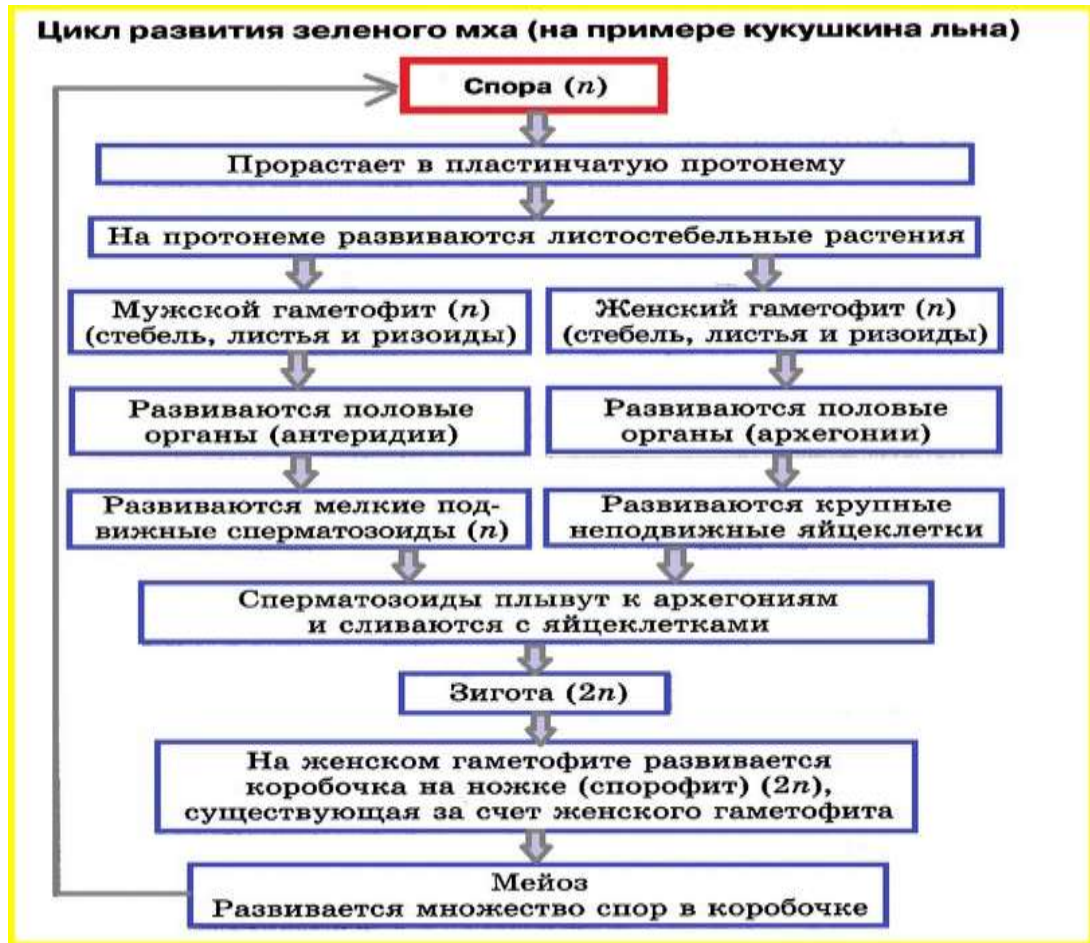 Цикл развития зеленого мха (на примере кукушкина льна)
Спора (n)
Прорастает в пластинчатую протонему
На протонеме развиваются листостебельные растения
Мужской гаметофит (n)
(стебель, листья и ризоиды)
Женский гаметофит (n)
(стебель, листья и ризоиды)
Развиваются половые
органы (антеридии)
Развиваются половые
органы (архегонии)
Развиваются мелкие под-
вижные сперматозоиды (n)
Развиваются крупные
неподвижные яйцеклетки
Сперматозоиды плывут к архегониям
и сливаются с яйцеклетками
Зигота (2n)
На женском гаметофите развивается
коробочка на ножке (спорофит) (2n),
существующая за счет женского гаметофита
Мейоз
Развивается множество спор в коробочке